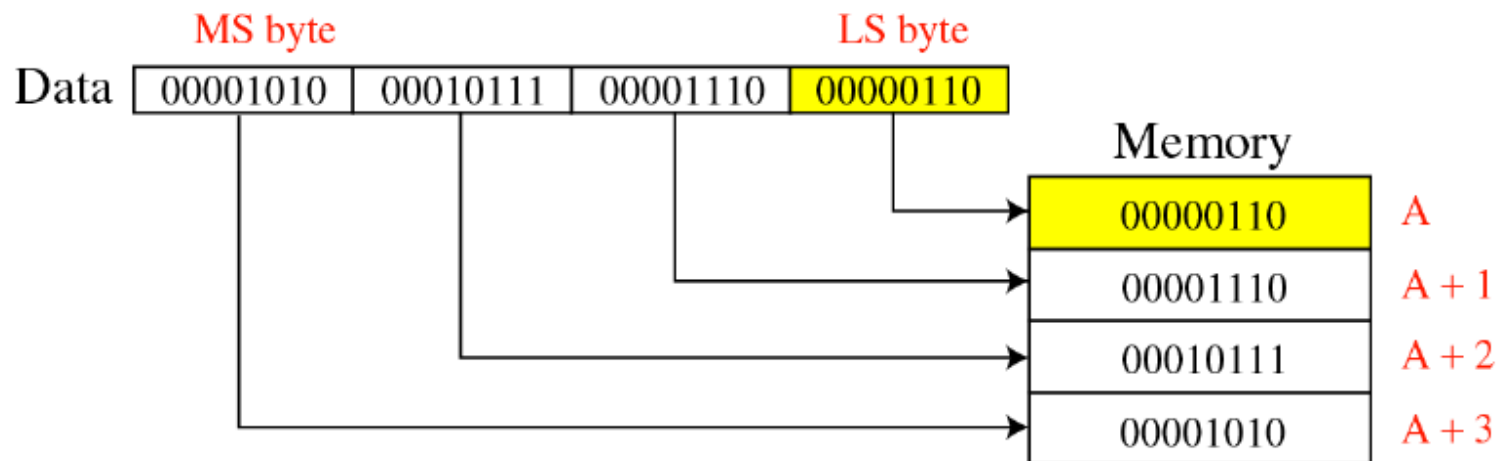 MS byte LS byte
Data 00001010 00010111 00001110 00000110
Memory
00000110 A
00001110 A + 1
00010111 A + 2
00001010 A + 3